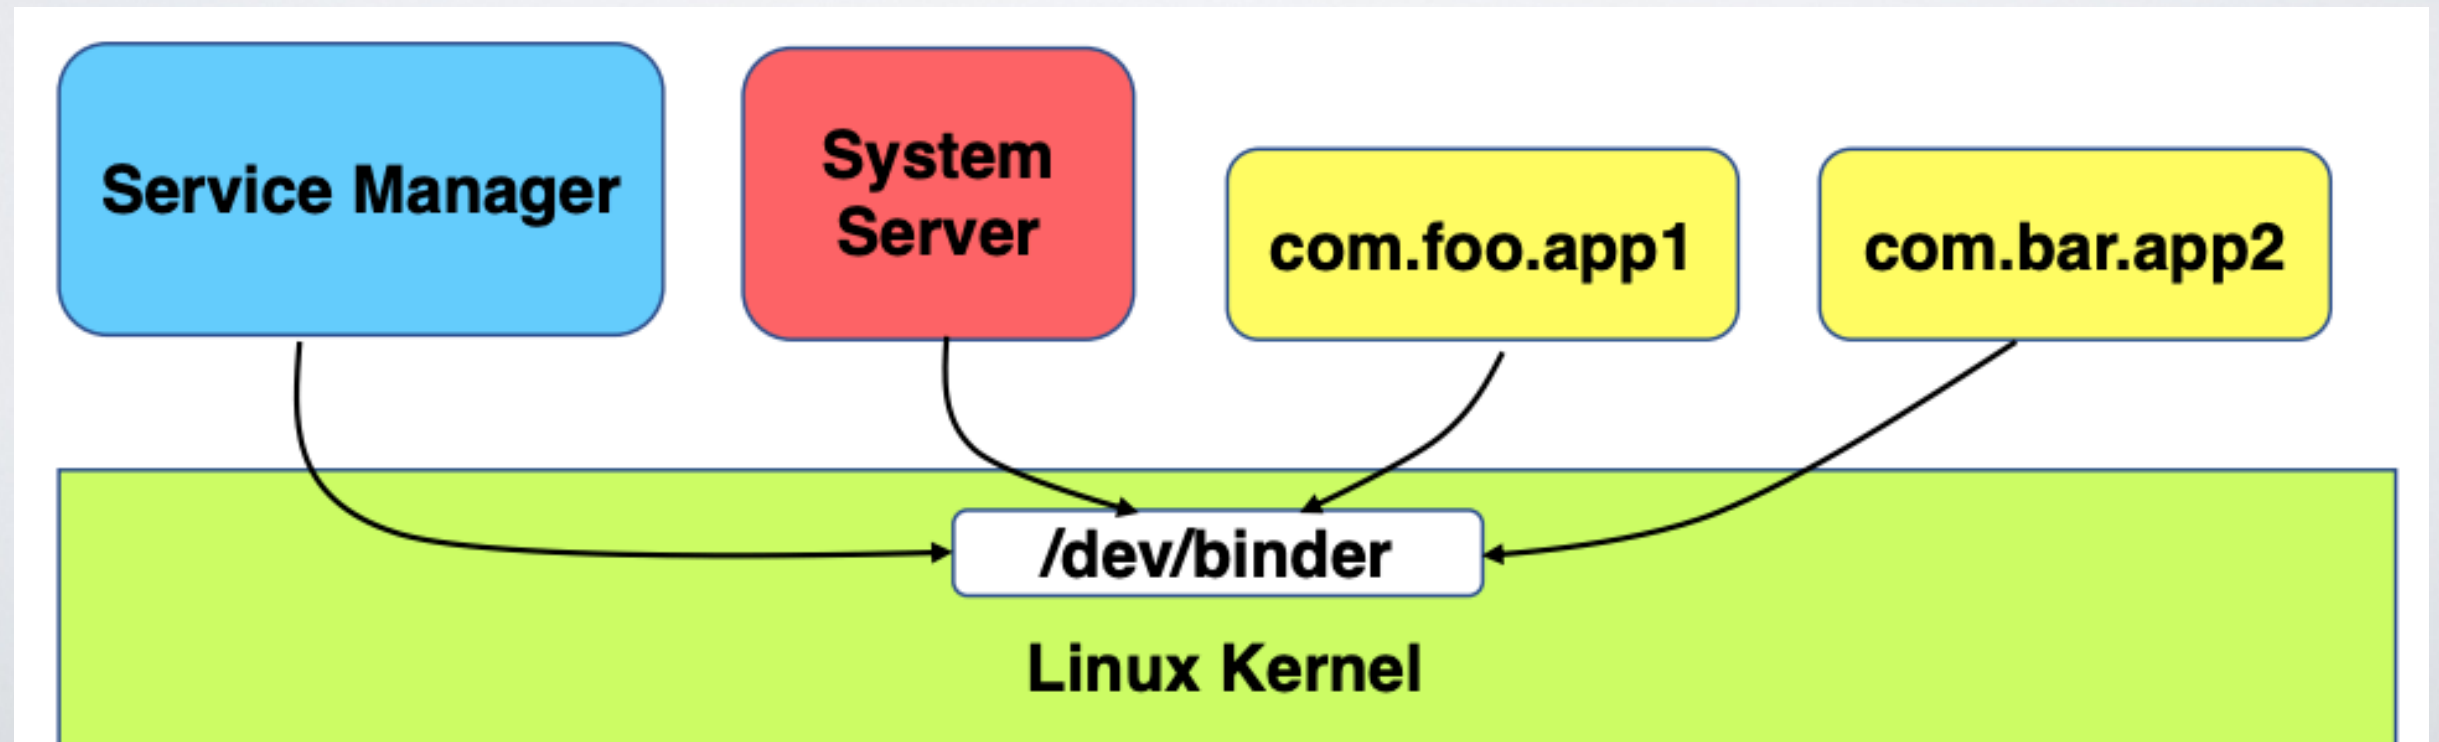 Service Manager
System
Server
com.foo.app1
com.bar.app2
/dev/binder
Linux Kernel